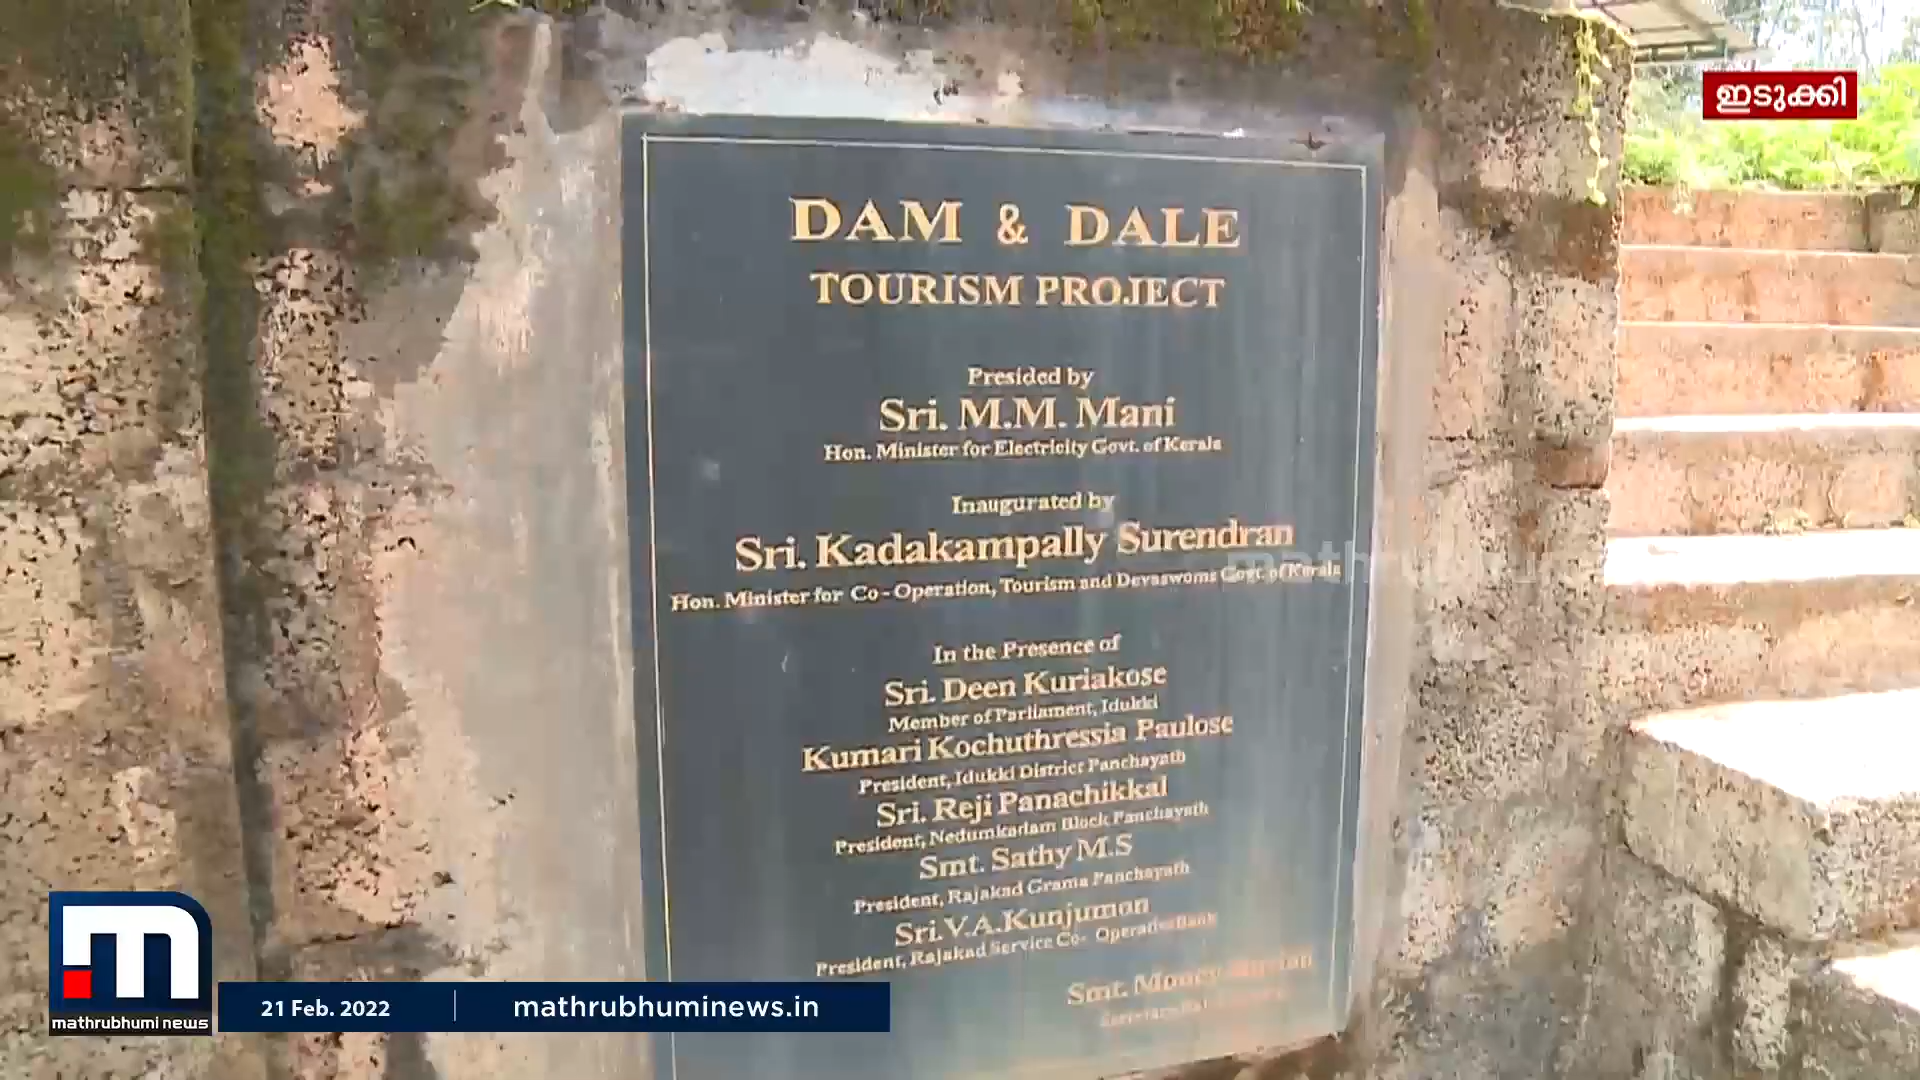 ഇടുക്കി
DAM & DALE
TOURISM PROJECT
Presided by
Sri. M.M. Mani
Hon. Minister for Electricity Govt. of Kerala
Inaugurated by
Sri. Kadakampally Surendran
Hon. Minister for Co-Operation, Tourism and Devaswoms Govt. of Kerala
In the Presence of
Sri. Deen Kuriakose
Member of Parliament, Idukki
Kumari Kochuthressia Paulose
President, Idukki District Panchayath
Sri. Reji Panachikkal
President, Nedumkadam Block Panchayath
Smt. Sathy M.S
President, Rajakad Grama Panchayath
Sri.V.A.Kunjumon
President, Rajakad Service Co- Operative Bank
Smt.
mathrubhumi news
21 Feb. 2022
mathrubhuminews.in